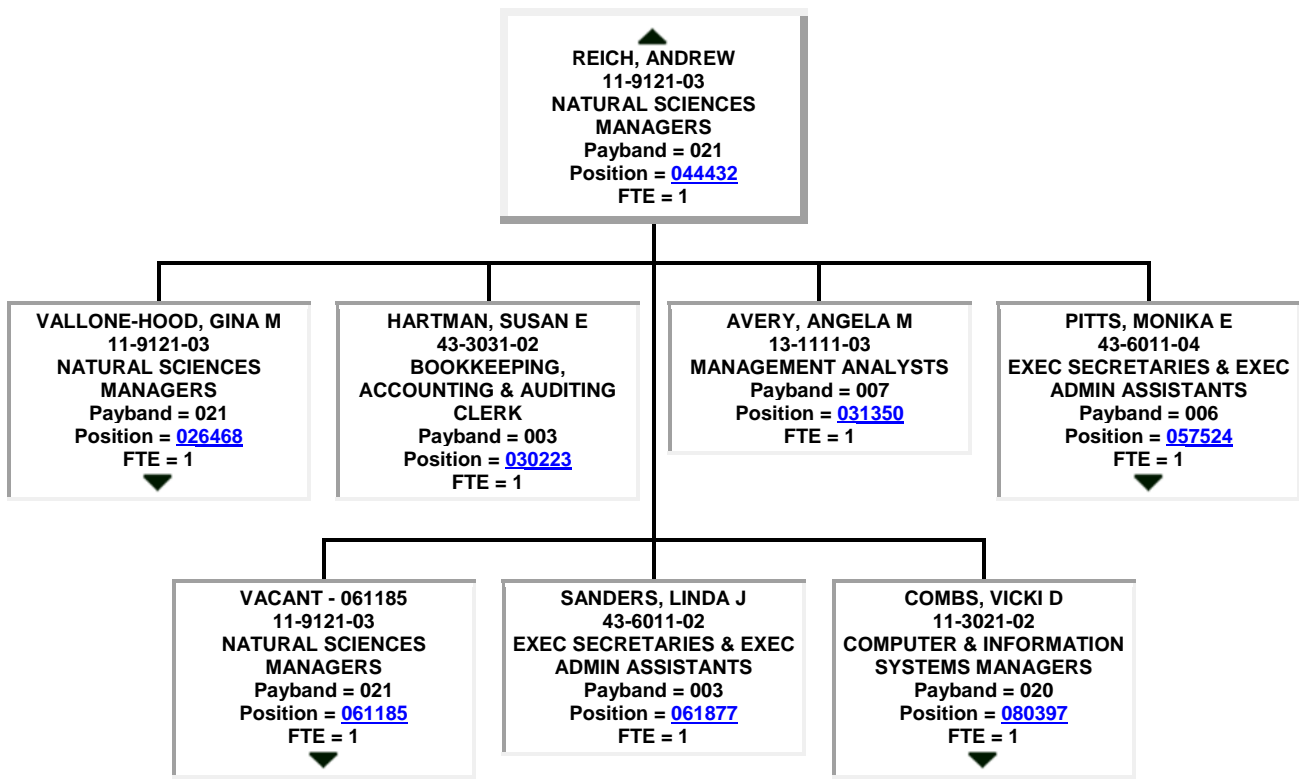 REICH, ANDREW
11-9121-03
NATURAL SCIENCES
MANAGERS
Payband = 021
Position = 044432
FTE = 1
VALLONE-HOOD, GINA M
11-9121-03
NATURAL SCIENCES
MANAGERS
Payband = 021
Position = 026468
FTE = 1
HARTMAN, SUSAN E
43-3031-02
BOOKKEEPING,
ACCOUNTING & AUDITING
CLERK
Payband = 003
Position = 030223
FTE = 1
AVERY, ANGELA M
13-1111-03
MANAGEMENT ANALYSTS
Payband = 007
Position = 031350
FTE = 1
PITTS, MONIKA E
43-6011-04
EXEC SECRETARIES & EXEC
ADMIN ASSISTANTS
Payband = 006
Position = 057524
FTE = 1
VACANT - 061185
11-9121-03
NATURAL SCIENCES
MANAGERS
Payband = 021
Position = 061185
FTE = 1
SANDERS, LINDA J
43-6011-02
EXEC SECRETARIES & EXEC
ADMIN ASSISTANTS
Payband = 003
Position = 061877
FTE = 1
COMBS, VICKI D
11-3021-02
COMPUTER & INFORMATION
SYSTEMS MANAGERS
Payband = 020
Position = 080397
FTE = 1